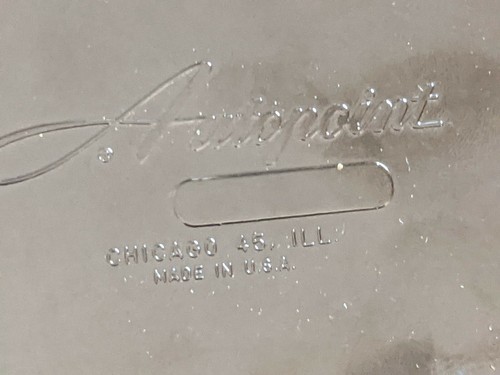 Autopoint
CHICAGO 45, ILL.
MADE IN U.S.A.